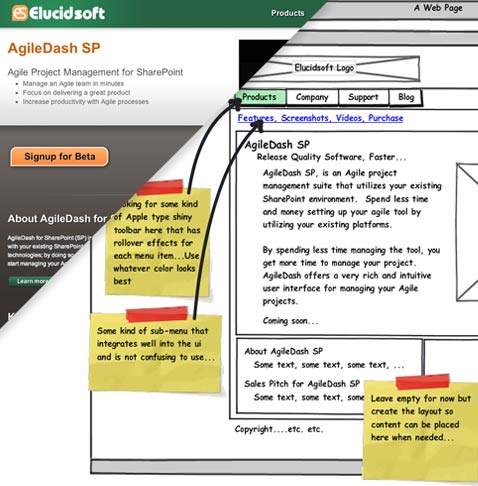 Elucidsoft
Products
AgileDash SP
Agile Project Management for SharePoint
Manage an Agile team in minutes
Focus on delivering a great product
Increase productivity with Agile processes
Signup for Beta
About AgileDash for
AgileDash for SharePoint (SP)
with your existing SharePoint
technologies; by doing so
start managing your Agile
Learn more
A Web Page
Elucidsoft Logo
Products
Company
Support
Blog
Features, Screenshots, Videos, Purchase
AgileDash SP
Release Quality Software, Faster...
AgileDash SP, is an Agile project
management suite that utilizes your existing
SharePoint environment. Spend less time
and money setting up your agile tool by
utilizing your existing platforms.
By spending less time managing the tool, you
get more time to manage your project.
AgileDash offers a very rich and intuitive
user interface for managing your Agile
projects.
Coming soon...
About AgileDash SP
Some text, some text, some text, ...
Sales Pitch for AgileDash SP
Some text, some text, some
Copyright....etc. etc.
king for some kind
of Apple type shiny
toolbar here that has
rollover effects for
each menu item...Use
whatever color looks
best
Some kind of sub-menu that
integrates well into the ui
and is not confusing to use...
Leave empty for now but
create the layout so
content can be placed
here when needed...